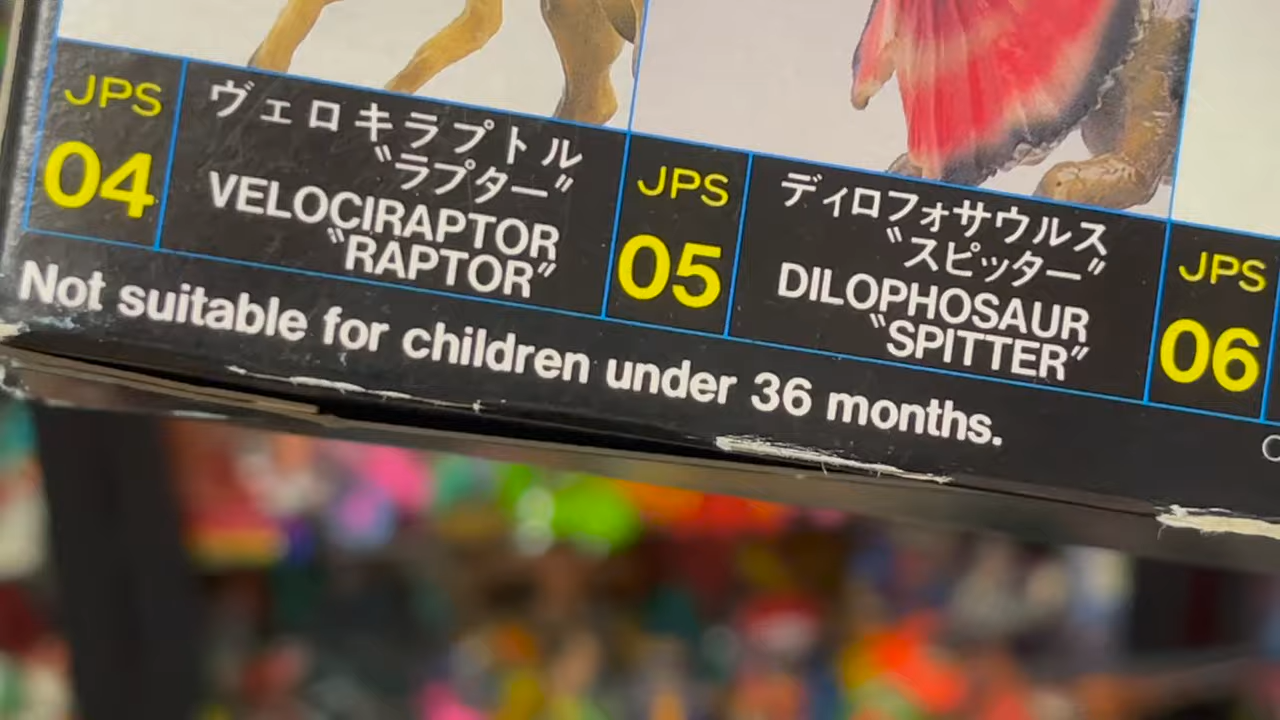 JPS
04
ヴェロキラプトル
〝ラプター〟
VELOCIRAPTOR
〝RAPTOR〟
JPS
05
ディロフォサウルス
〝スピッター〟
DILOPHOSAUR
〝SPITTER〟
JPS
06
Not suitable for children under 36 months.